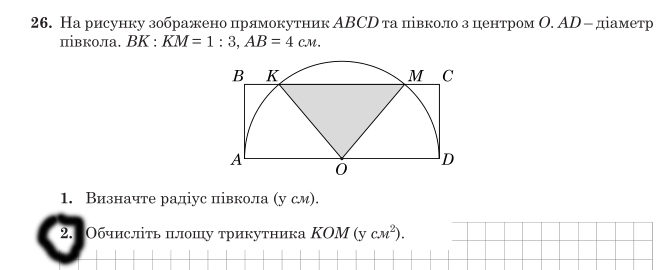 26. На рисунку зображено прямокутник ABCD та півколо з центром O. AD – діаметр
півкола. BK : KM = 1 : 3, AB = 4 см.
B K M C
A O D
1. Визначте радіус півкола (у см).
2. Обчисліть площу трикутника KOM (у см²).